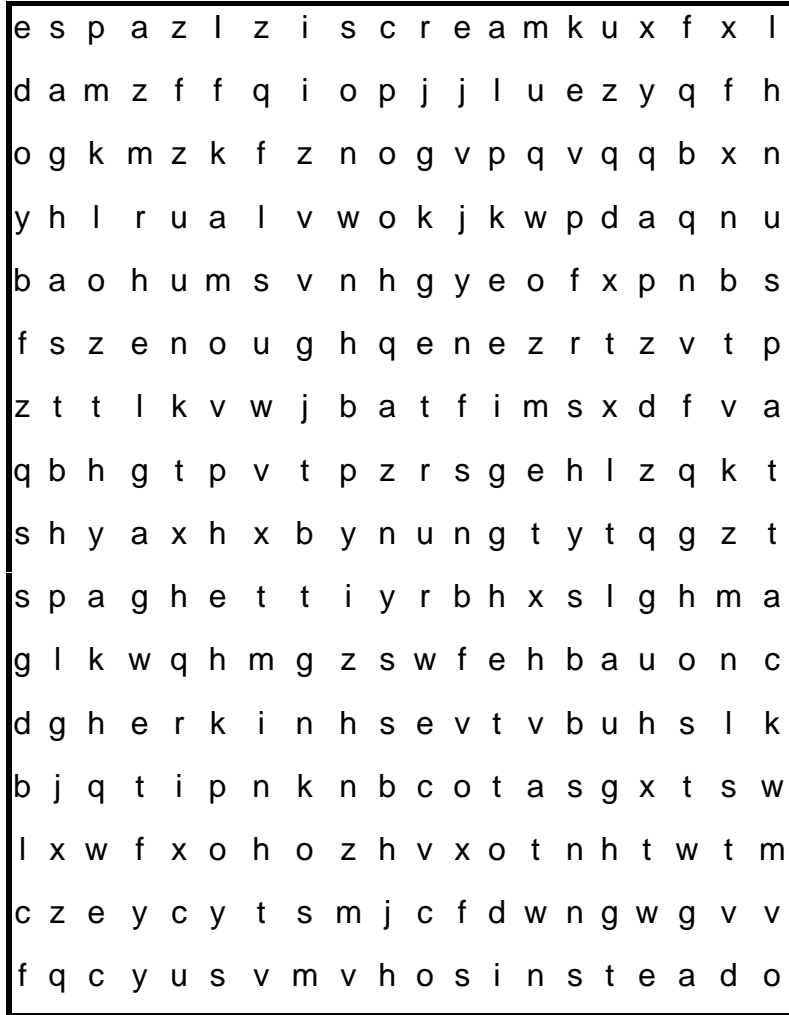 e s p a z l z i s c r e a m k u x f x l
d a m z f f q i o p j j l u e z y q f h
o g k m z k f z n o g v p q v q q b x n
y h l r u a l v w o k j k w p d a q n u
b a o h u m s v n h g y e o f x p n b s
f s z e n o u g h q e n e z r t z v t p
z t t l k v w j b a t f i m s x d f v a
q b h g t p v t p z r s g e h l z q k t
s h y a x h x b y n u n g t y t q g z t
s p a g h e t t i y r b h x s l g h m a
g l k w q h m g z s w f e h b a u o n c
d g h e r k i n h s e v t v b u h s l k
b j q t i p n k n b c o t a s g x t s w
l x w f x o h o z h v x o t n h t w t m
c z e y c y t s m j c f d w n g w g v v
f q c y u s v m v h o s i n s t e a d o